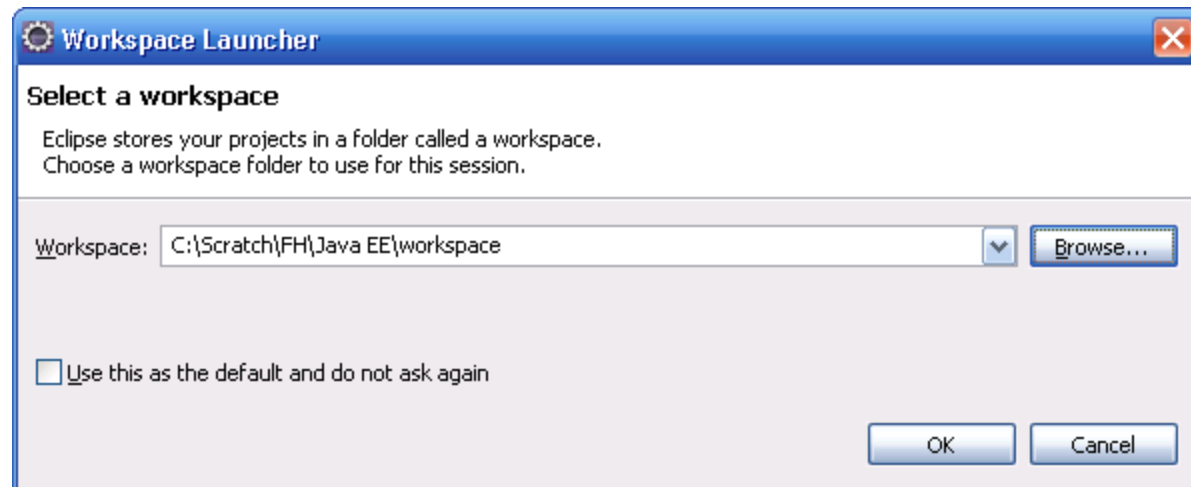 Workspace Launcher
Select a workspace
Eclipse stores your projects in a folder called a workspace.
Choose a workspace folder to use for this session.
Workspace: C:\Scratch\FH\Java EE\workspace Browse...
Use this as the default and do not ask again
OK Cancel